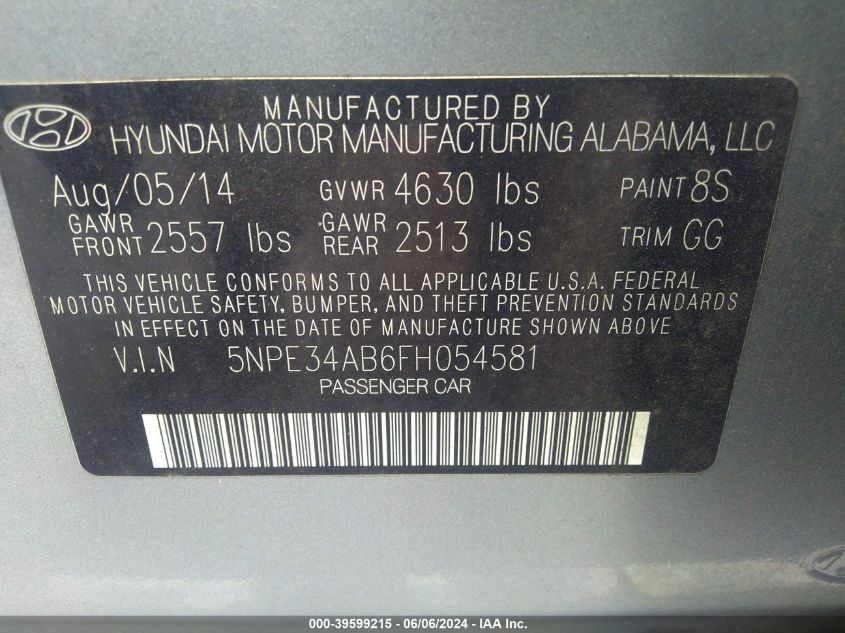 MANUFACTURED BY
HYUNDAI MOTOR MANUFACTURING ALABAMA, LLC
Aug/05/14 GVWR 4630 lbs PAINT 8S
GAWR FRONT 2557 lbs GAWR REAR 2513 lbs TRIM GG
THIS VEHICLE CONFORMS TO ALL APPLICABLE U.S.A. FEDERAL
MOTOR VEHICLE SAFETY, BUMPER, AND THEFT PREVENTION STANDARDS
IN EFFECT ON THE DATE OF MANUFACTURE SHOWN ABOVE.
V.I.N 5NPE34AB6FH054581
PASSENGER CAR
000-39599215 - 06/06/2024 - IAA Inc.